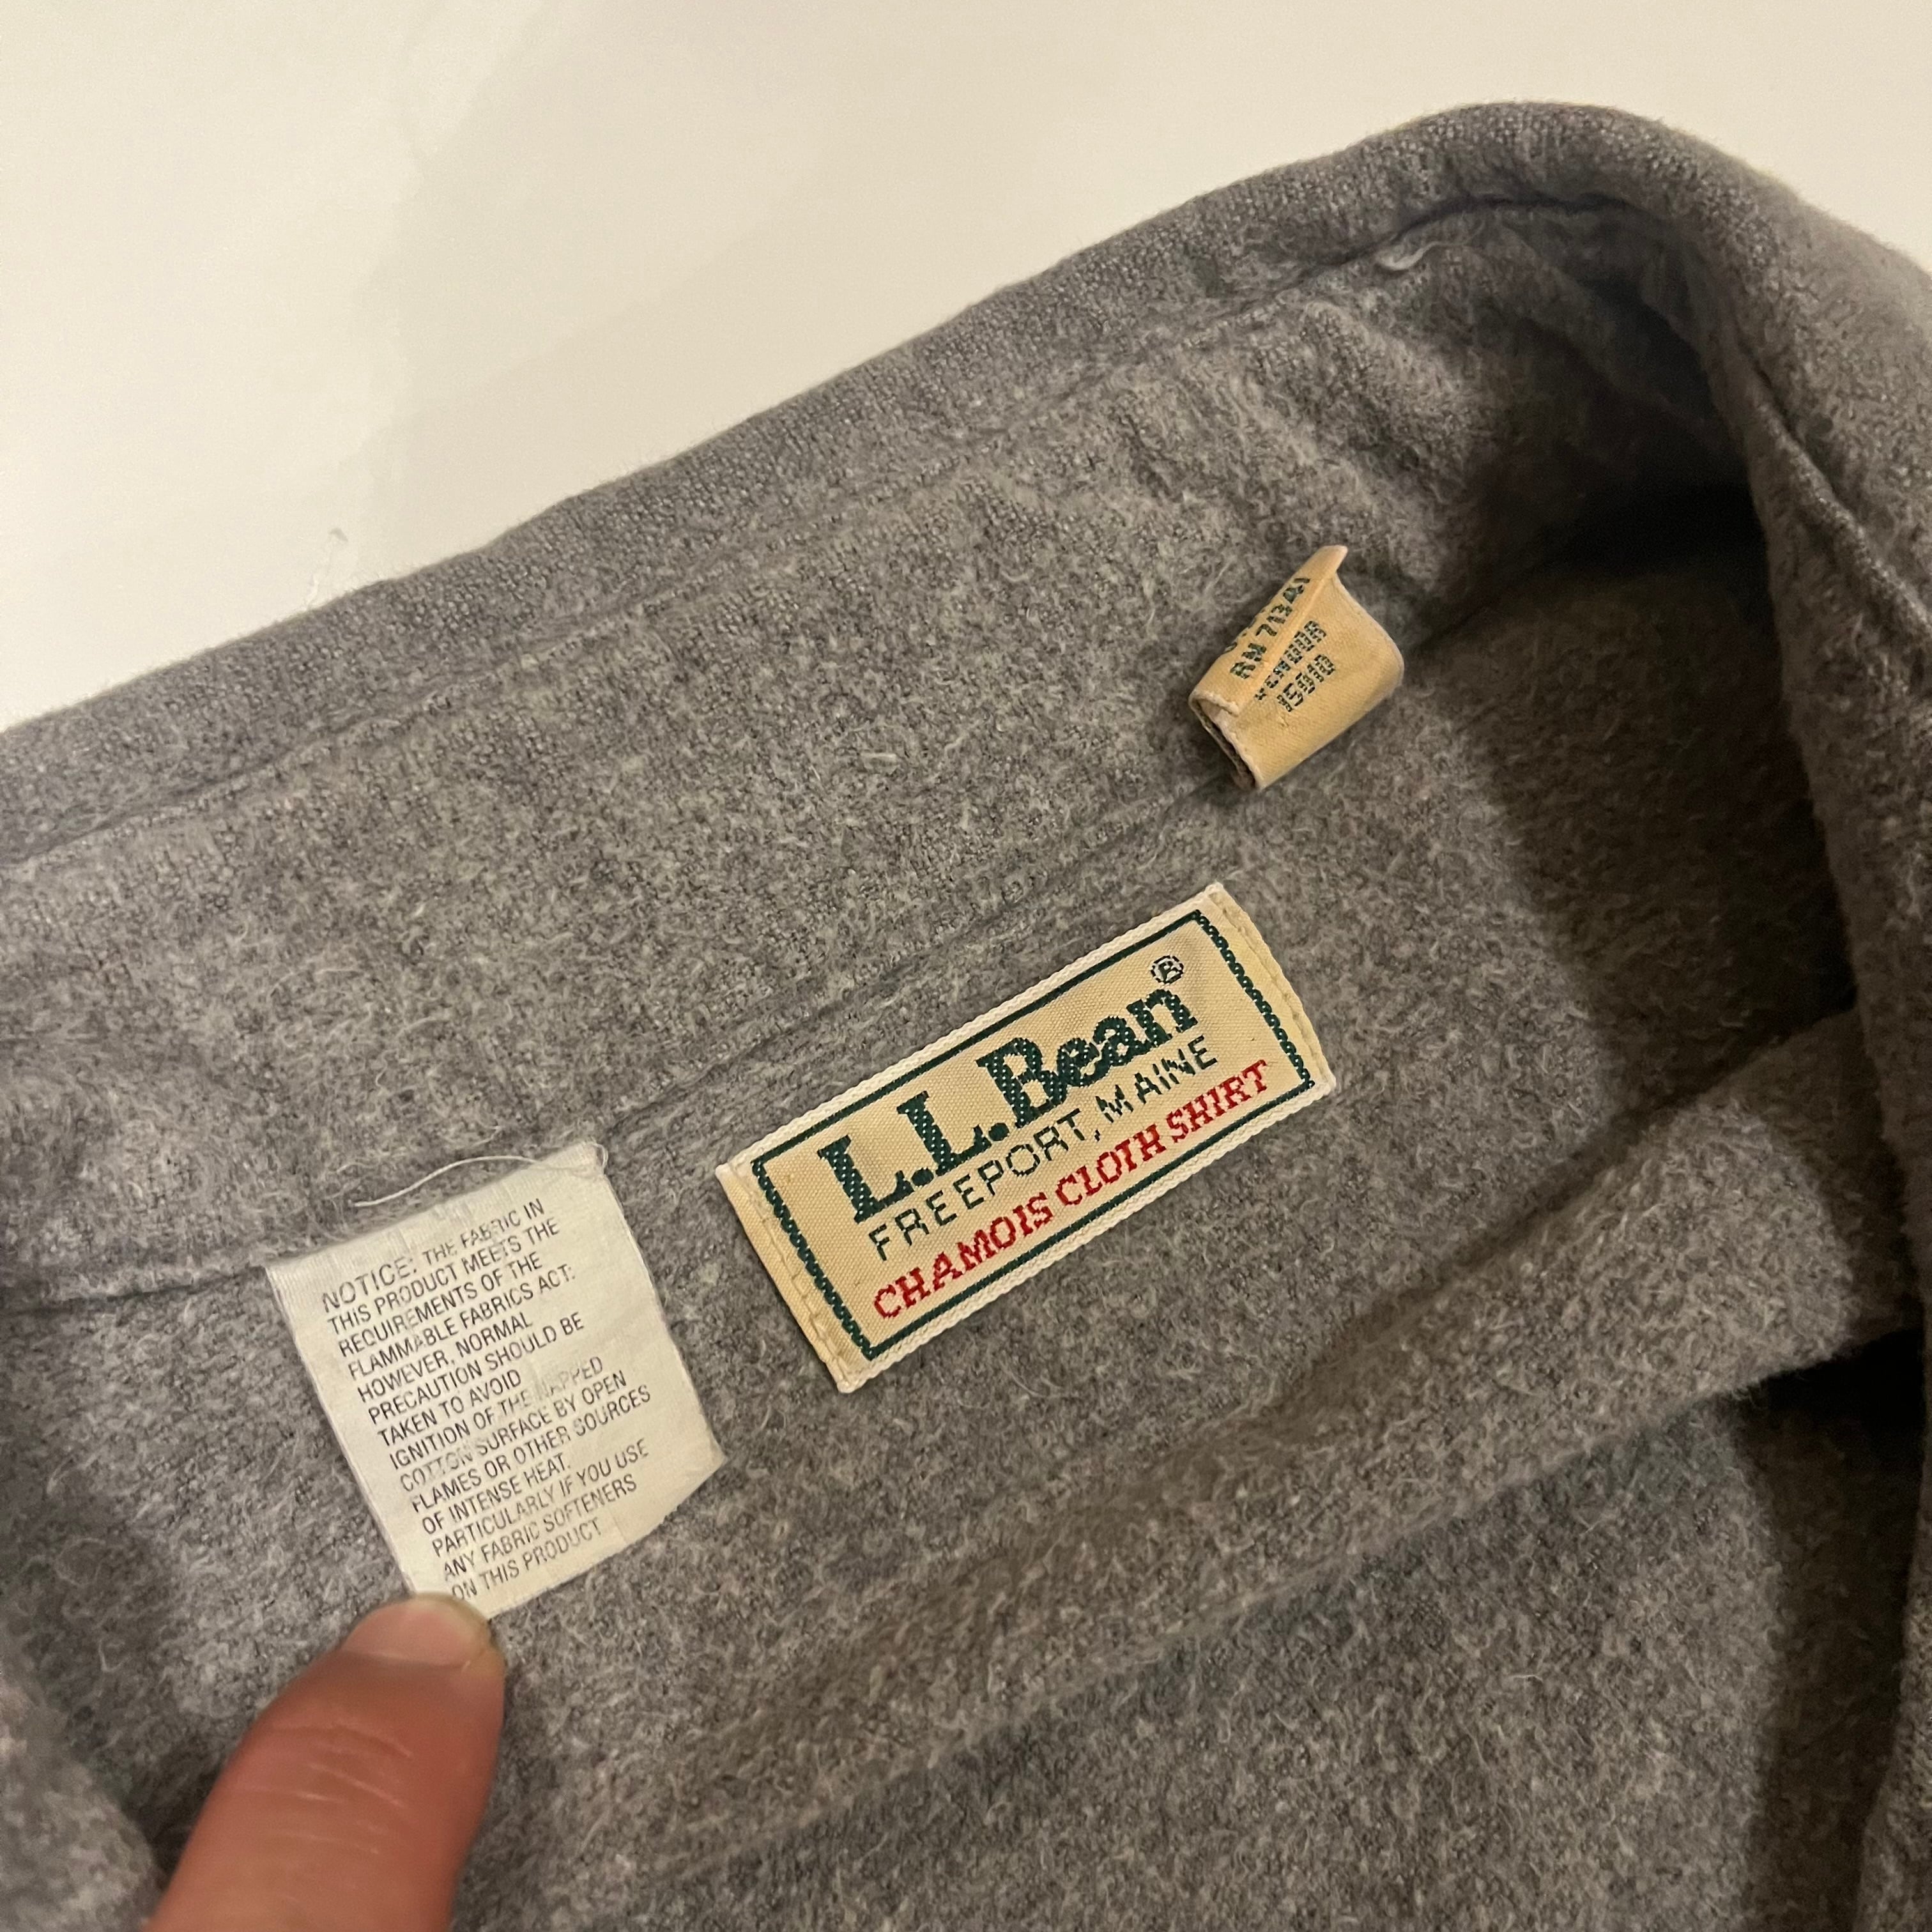 RN 71341
L.L.Bean®
FREEPORT, MAINE
CHAMOIS CLOTH SHIRT
NOTICE: THE FABRIC IN
THIS PRODUCT MEETS THE
REQUIREMENTS OF THE
FLAMMABLE FABRICS ACT:
HOWEVER, NORMAL
PRECAUTION SHOULD BE
TAKEN TO AVOID
IGNITION OF THE NAPPED
COTTON SURFACE BY OPEN
FLAMES OR OTHER SOURCES
OF INTENSE HEAT.
PARTICULARLY IF YOU USE
ANY FABRIC SOFTENERS
ON THIS PRODUCT